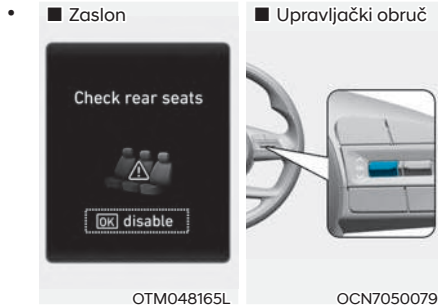 • ■ Zaslon
Check rear seats
OK disable
OTM048165L
■ Upravljački obruč
OCN7050079